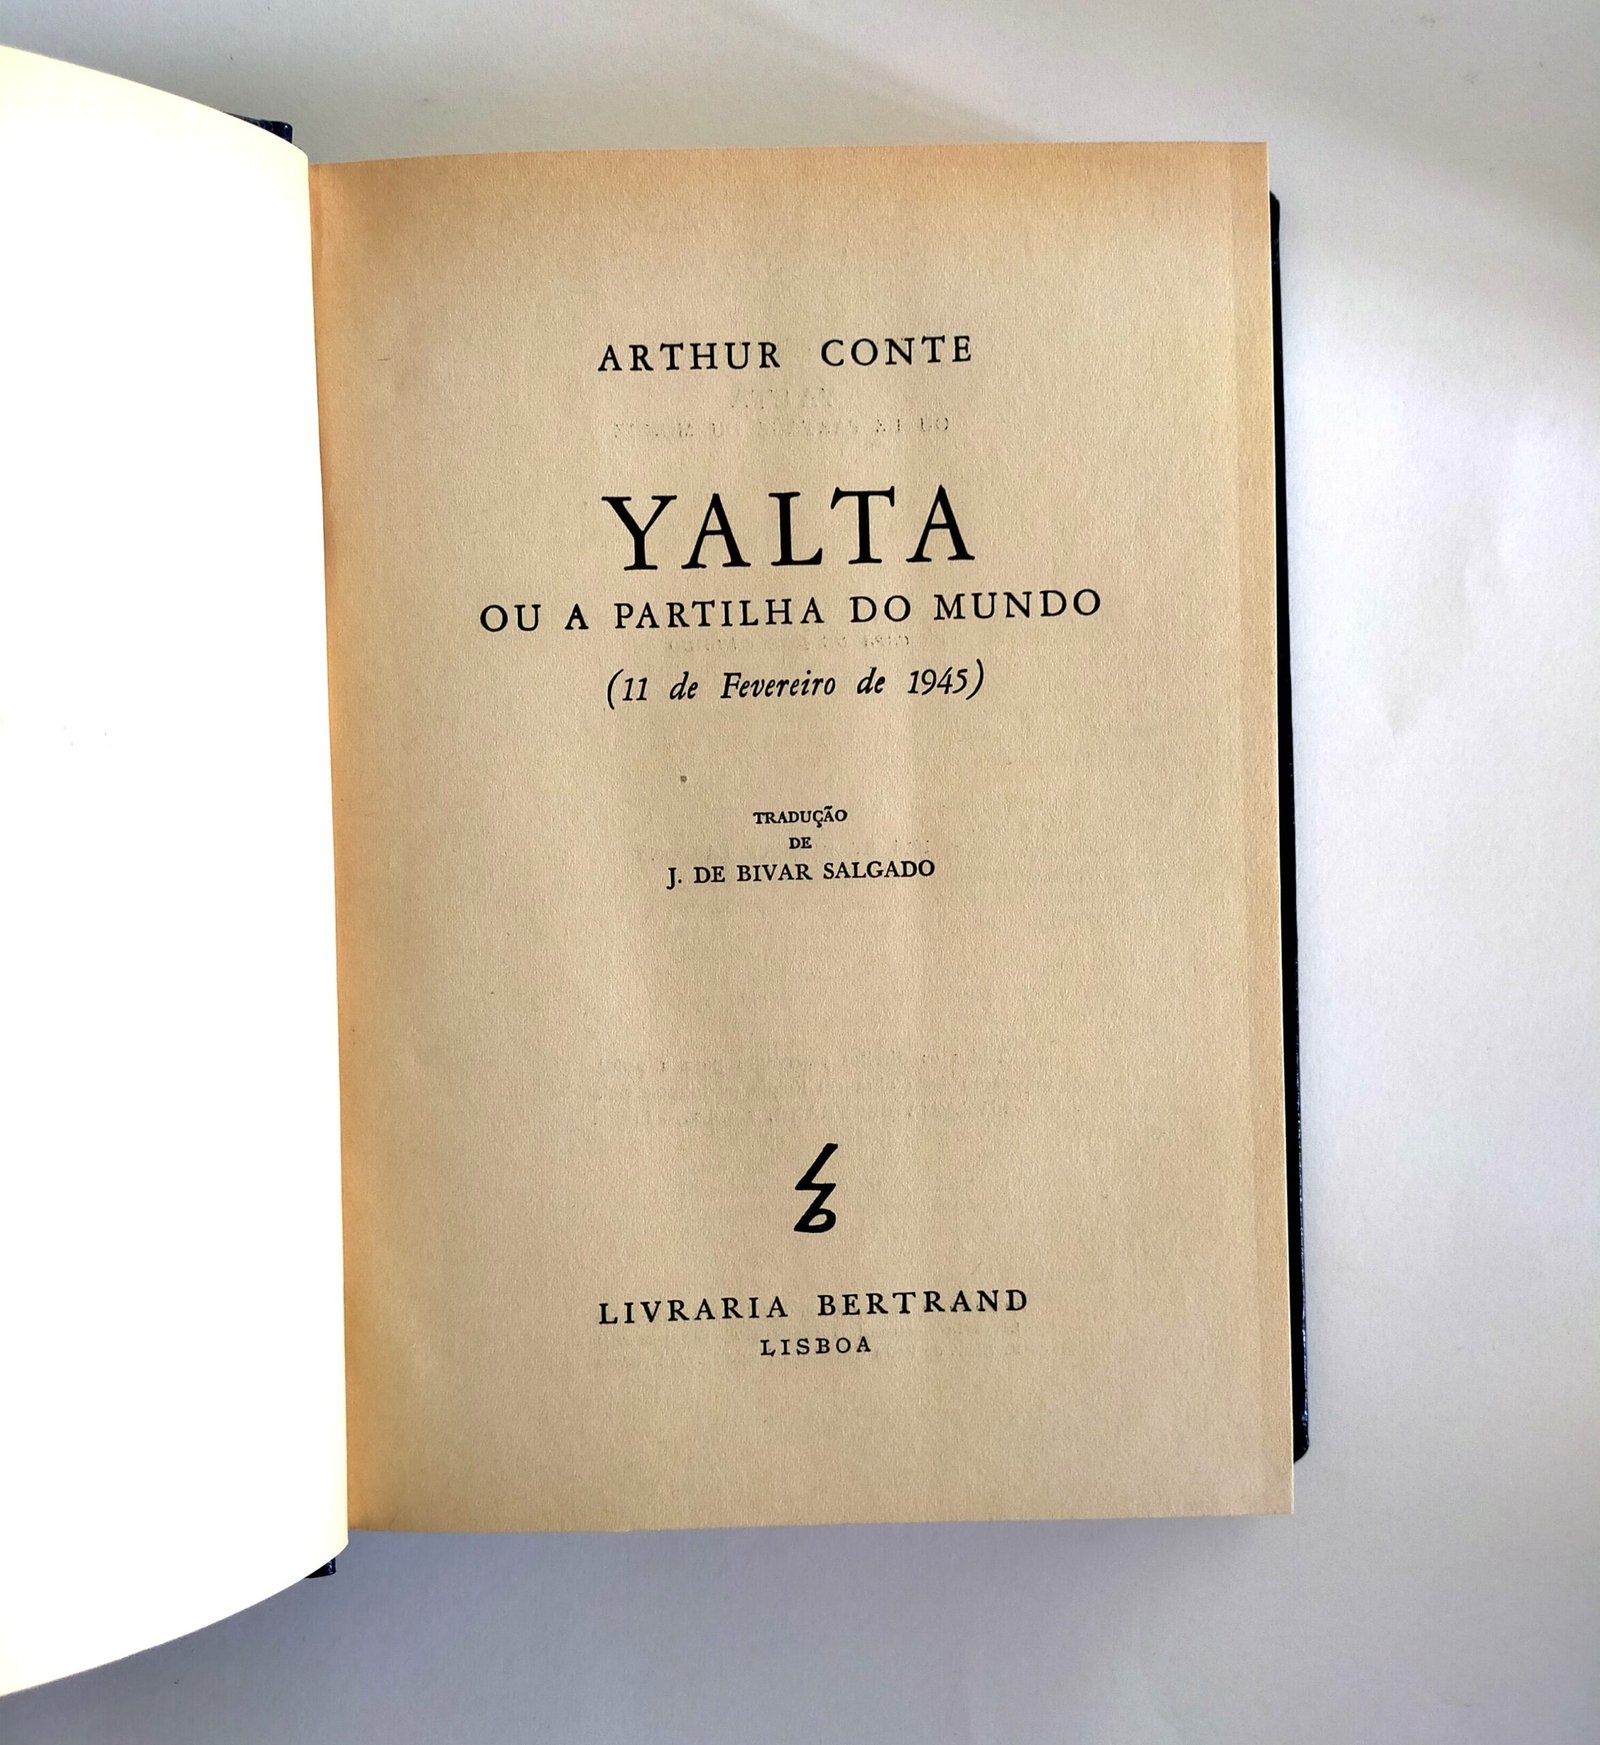 ARTHUR CONTE
YALTA
OU A PARTILHA DO MUNDO
(11 de Fevereiro de 1945)
TRADUÇÃO
DE
J. DE BIVAR SALGADO
LIVRARIA BERTRAND
LISBOA